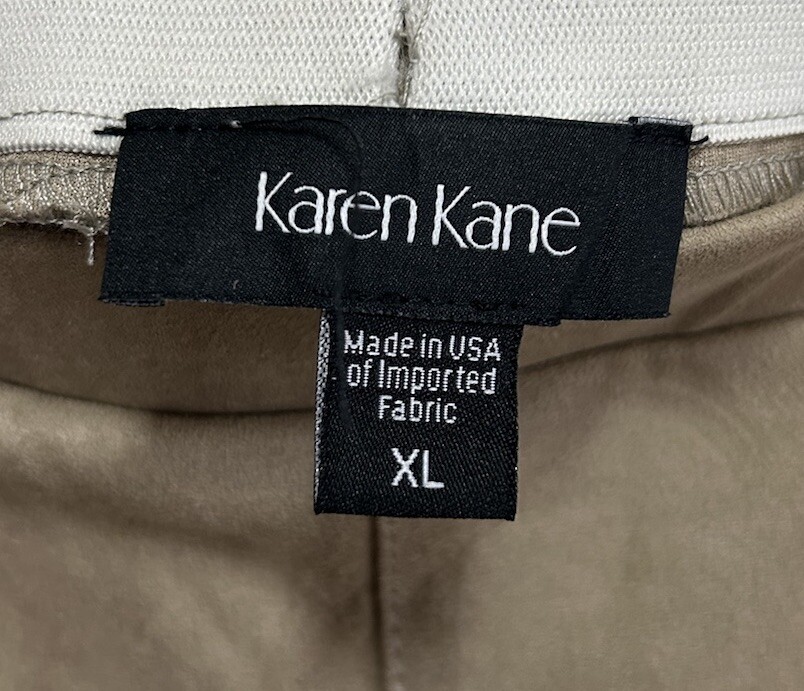 Karen Kane
Made in USA
of Imported
Fabric
XL